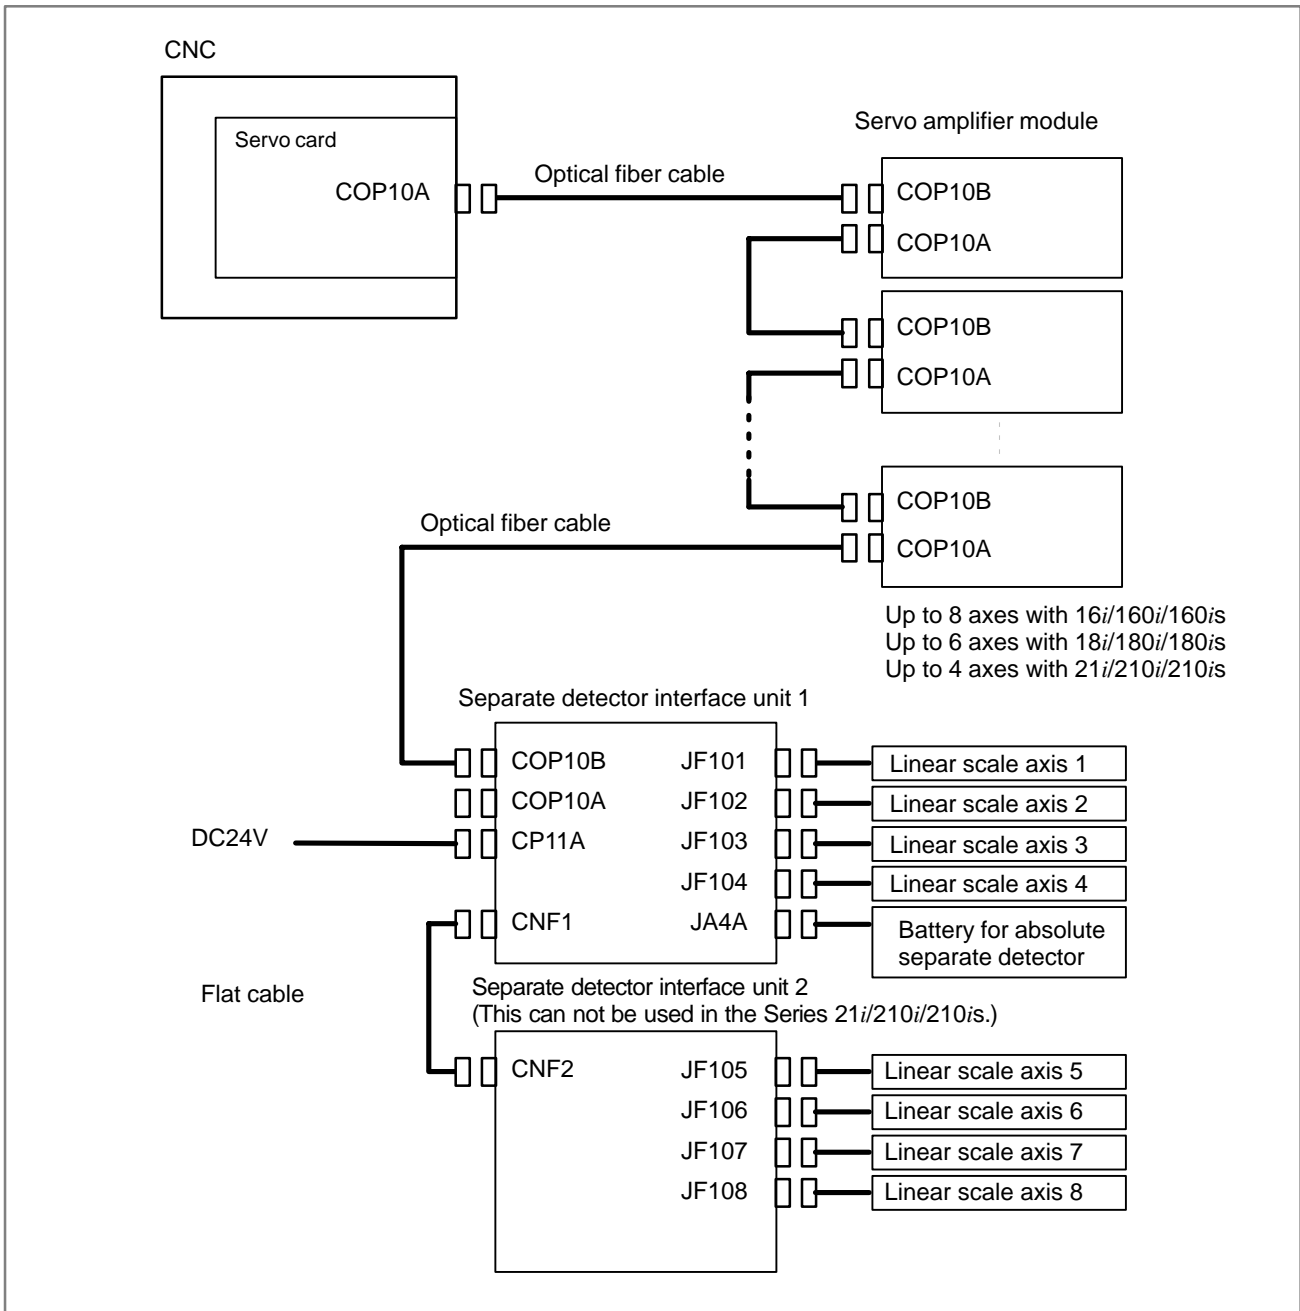 CNC
Servo card
COP10A
Optical fiber cable
Servo amplifier module
COP10B
COP10A
COP10B
COP10A
COP10B
COP10A
Optical fiber cable
Up to 8 axes with 16i/160i/160is
Up to 6 axes with 18i/180i/180is
Up to 4 axes with 21i/210i/210is
Separate detector interface unit 1
COP10B
JF101
Linear scale axis 1
COP10A
JF102
Linear scale axis 2
DC24V
CP11A
JF103
Linear scale axis 3
JF104
Linear scale axis 4
CNF1
JA4A
Battery for absolute
separate detector
Flat cable
Separate detector interface unit 2
(This can not be used in the Series 21i/210i/210is.)
CNF2
JF105
Linear scale axis 5
JF106
Linear scale axis 6
JF107
Linear scale axis 7
JF108
Linear scale axis 8